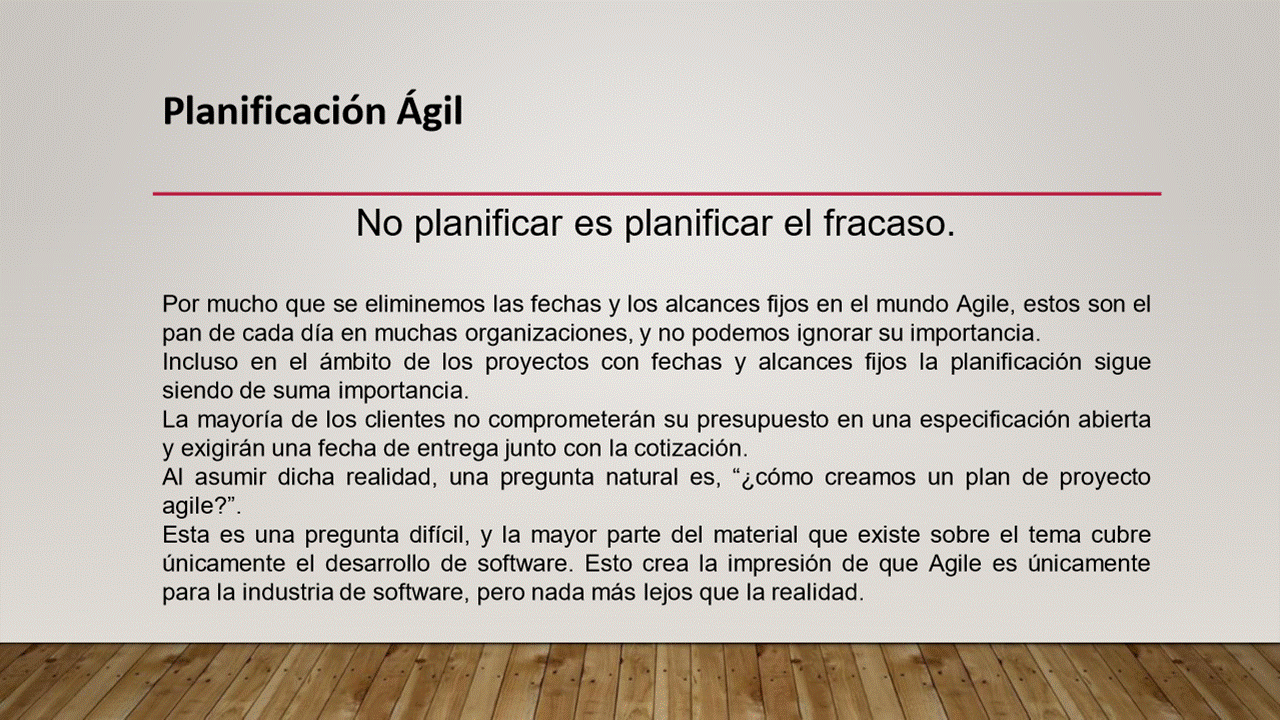 Planificación Ágil
No planificar es planificar el fracaso.
Por mucho que se eliminemos las fechas y los alcances fijos en el mundo Agile, estos son el
pan de cada día en muchas organizaciones, y no podemos ignorar su importancia.
Incluso en el ámbito de los proyectos con fechas y alcances fijos la planificación sigue
siendo de suma importancia.
La mayoría de los clientes no comprometerán su presupuesto en una especificación abierta
y exigirán una fecha de entrega junto con la cotización.
Al asumir dicha realidad, una pregunta natural es, “¿cómo creamos un plan de proyecto
agile?”.
Esta es una pregunta difícil, y la mayor parte del material que existe sobre el tema cubre
únicamente el desarrollo de software. Esto crea la impresión de que Agile es únicamente
para la industria de software, pero nada más lejos que la realidad.